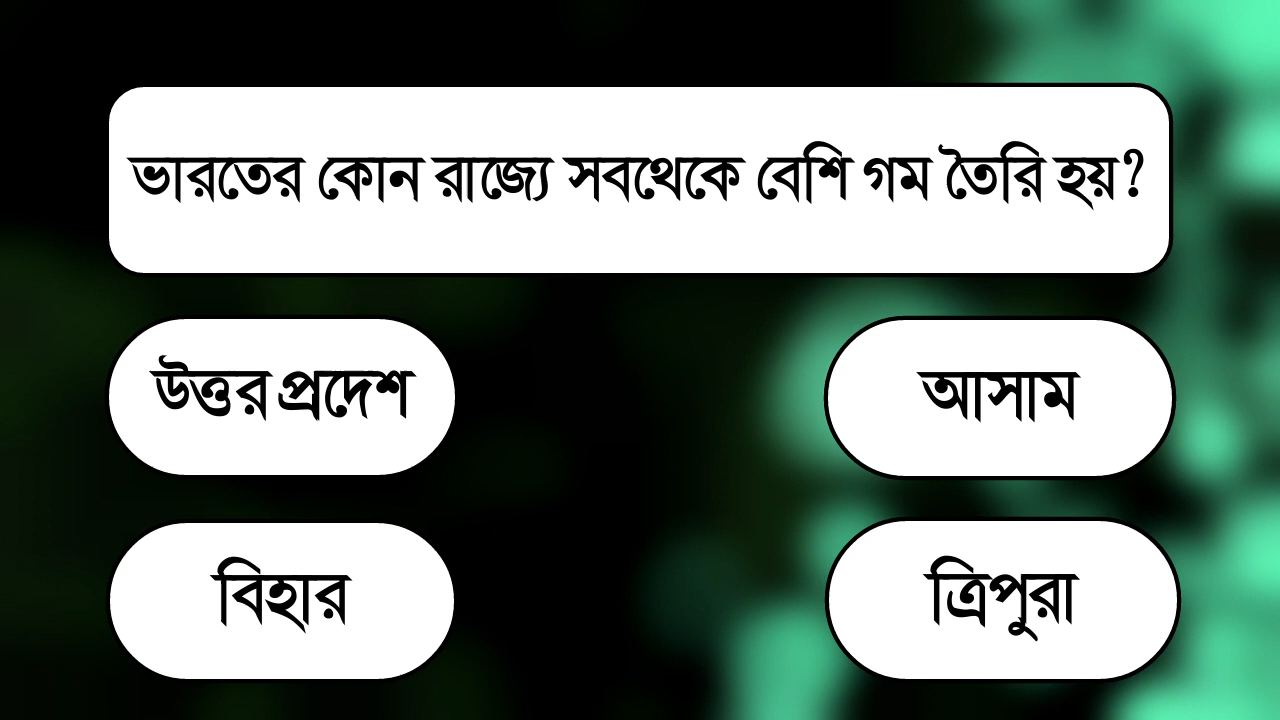 ভারতের কোন রাজ্যে সবথেকে বেশি গম তৈরি হয়?
উত্তর প্রদেশ
আসাম
বিহার
ত্রিপুরা